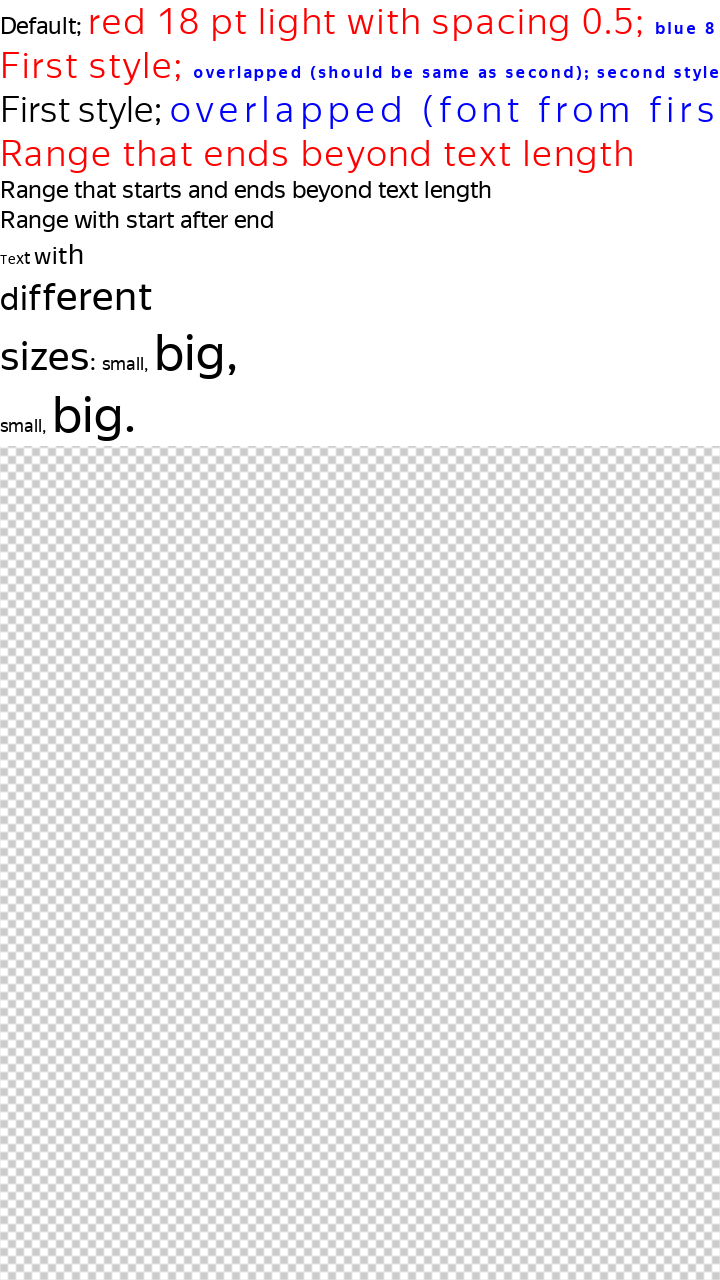 Default; red 18 pt light with spacing 0.5; blue 8
First style; overlapped (should be same as second); second style
First style; overlapped (font from firs
Range that ends beyond text length
Range that starts and ends beyond text length
Range with start after end
Text with
different
sizes: small, big,
small, big.